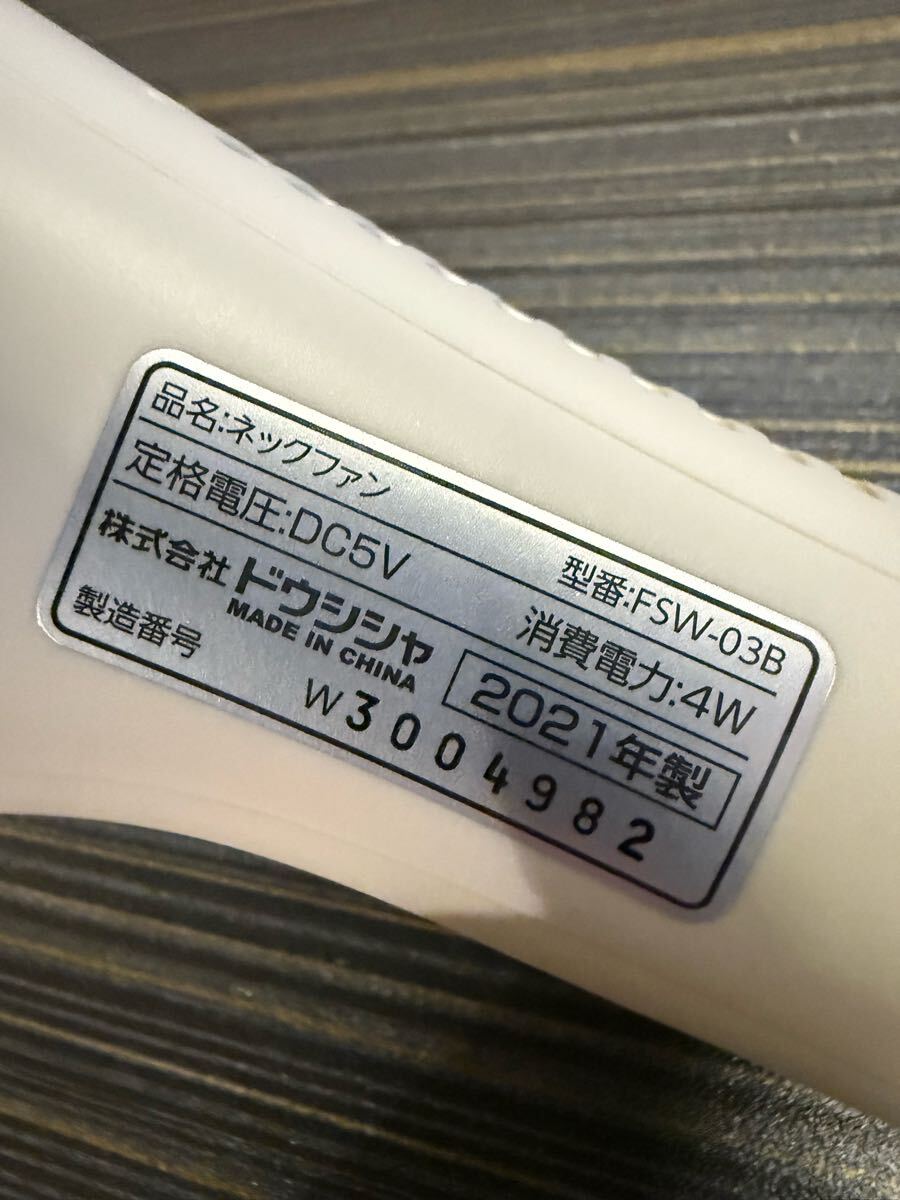 品名:ネックファン 型番:FSW-03B
定格電圧:DC5V 消費電力:4W
株式会社 ドウシシャ 2021年製
MADE IN CHINA
製造番号 W3004982